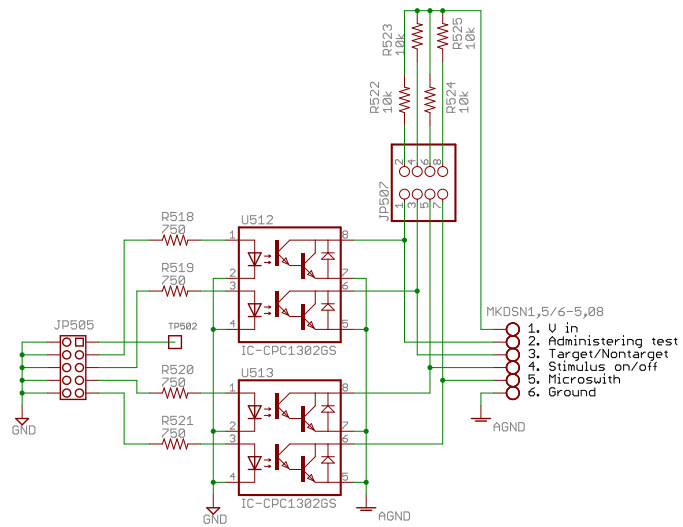 R523
10k
R525
10k
R522
10k
R524
10k
2 4 6 8
JP507
1 3 5 7
R518
750
U512
1
8
2
7
R519
750
3
6
4
5
IC-CPC1302GS
MKDSN1,5/6-5,08
1. V in
2. Administering test
3. Target/Nontarget
4. Stimulus on/off
5. Microswith
6. Ground
AGND
JP505
TP502
GND
R520
750
U513
1
8
2
7
R521
750
3
6
4
5
IC-CPC1302GS
GND
AGND